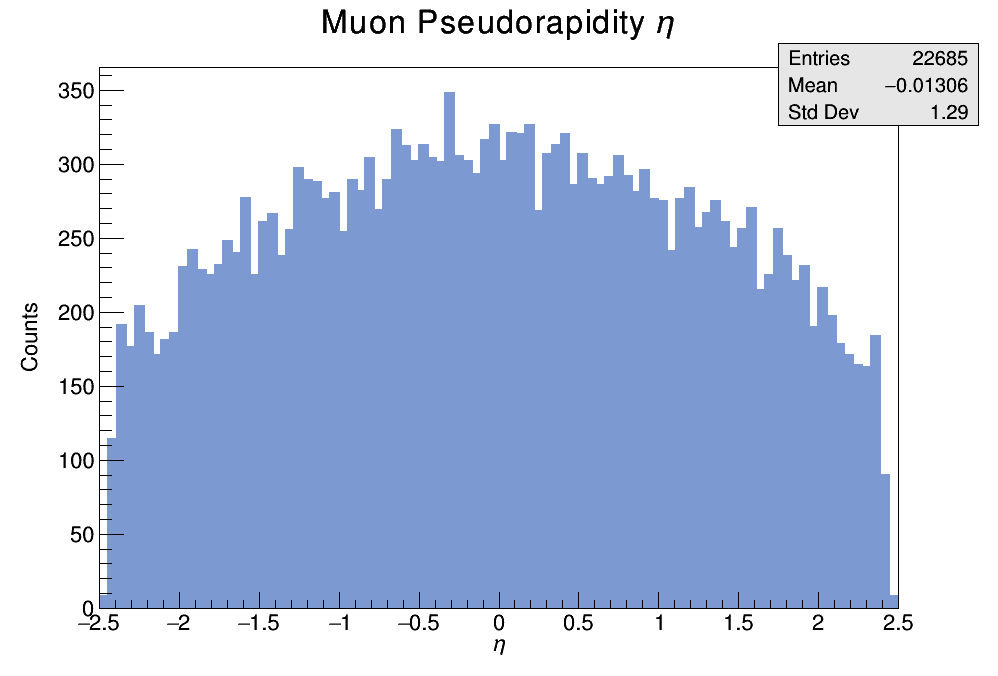 Muon Pseudorapidity η
Entries 22685
Mean −0.01306
Std Dev 1.29
350
300
250
200
150
100
50
0
Counts
−2.5 −2 −1.5 −1 −0.5 0 0.5 1 1.5 2 2.5
η